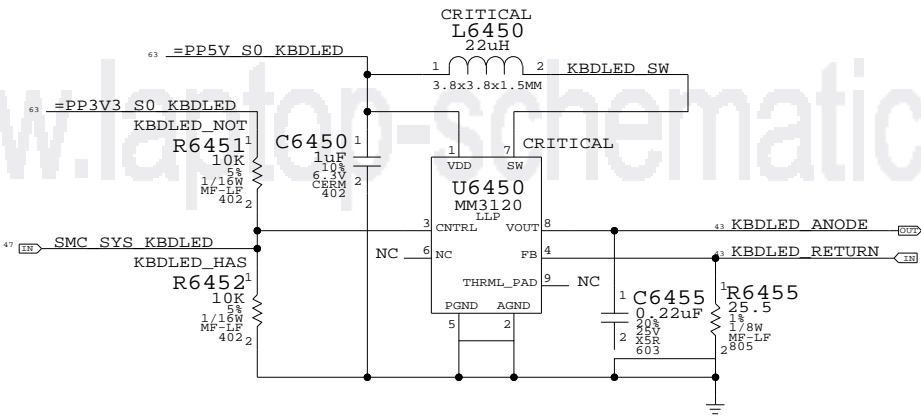 CRITICAL
L6450
22uH
63 =PP5V_S0_KBDLED
1 2 KBDLED_SW
3.8x3.8x1.5MM
63 =PP3V3_S0_KBDLED
KBDLED_NOT
R6451 1
10K
5%
1/16W
MF-LF
402 2
C6450 1
1uF
10%
6.3V
CERM
402
2
CRITICAL
1 7
VDD SW
U6450
MM3120
LLP
3 CNTRL VOUT 8
43 KBDLED_ANODE OUT
47 IN SMC_SYS_KBDLED
NC 6 NC FB 4
KBDLED_RETURN IN
KBDLED_HAS
R6452 1
10K
5%
1/16W
MF-LF
402 2
THRML_PAD 9 NC
PGND AGND
5 2
1 C6455
0.22uF
20%
25V
X5R
603
2
1 R6455
25.5
1%
1/8W
MF-LF
805
2
w.laptop-schematic